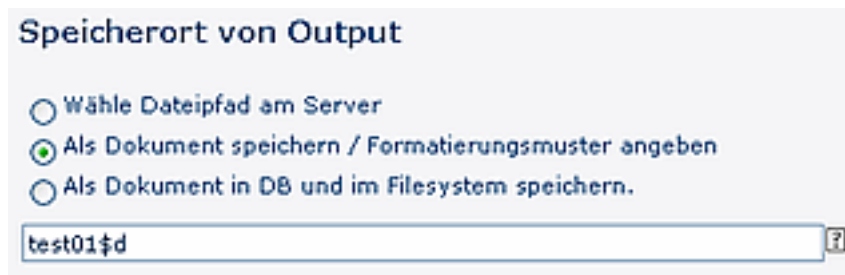 Speicherort von Output
Wähle Dateipfad am Server
Als Dokument speichern / Formatierungsmuster angeben
Als Dokument in DB und im Filesystem speichern.
test01$d
?